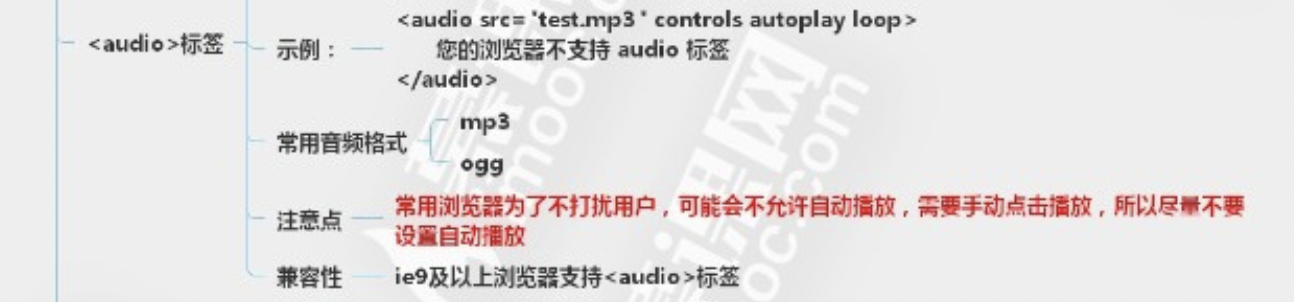 <audio>标签
示例：
<audio src= 'test.mp3 ' controls autoplay loop>
您的浏览器不支持 audio 标签
</audio>
常用音频格式
mp3
ogg
注意点
常用浏览器为了不打扰用户，可能会不允许自动播放，需要手动点击播放，所以尽量不要
设置自动播放
兼容性
ie9及以上浏览器支持<audio>标签